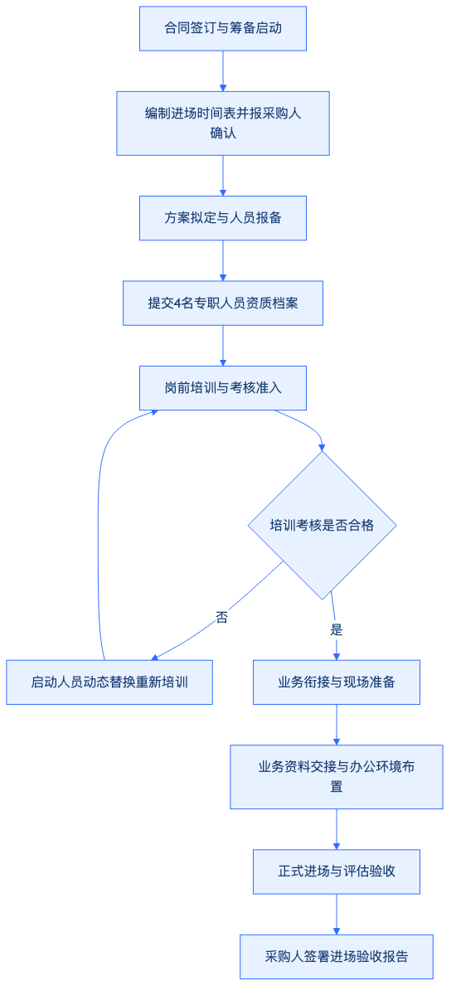 合同签订与筹备启动
编制进场时间表并报采购人
确认
方案拟定与人员报备
提交4名专职人员资质档案
岗前培训与考核准入
培训考核是否合格
否
是
启动人员动态替换重新培训
业务衔接与现场准备
业务资料交接与办公环境布
置
正式进场与评估验收
采购人签署进场验收报告